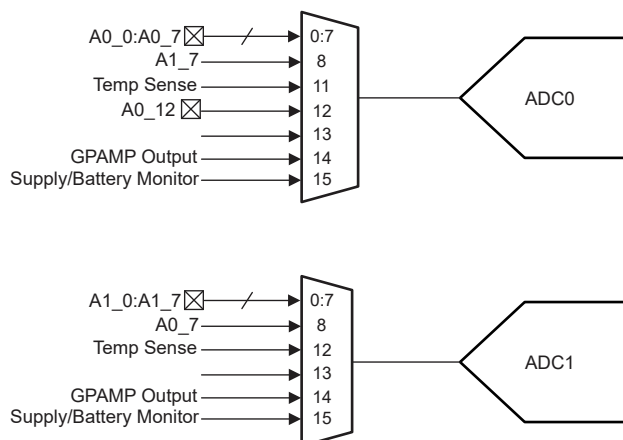 A0_0:A0_7 0:7
A1_7 8
Temp Sense 11
A0_12 12
13
GPAMP Output 14
Supply/Battery Monitor 15
ADC0
A1_0:A1_7 0:7
A0_7 8
Temp Sense 12
13
GPAMP Output 14
Supply/Battery Monitor 15
ADC1